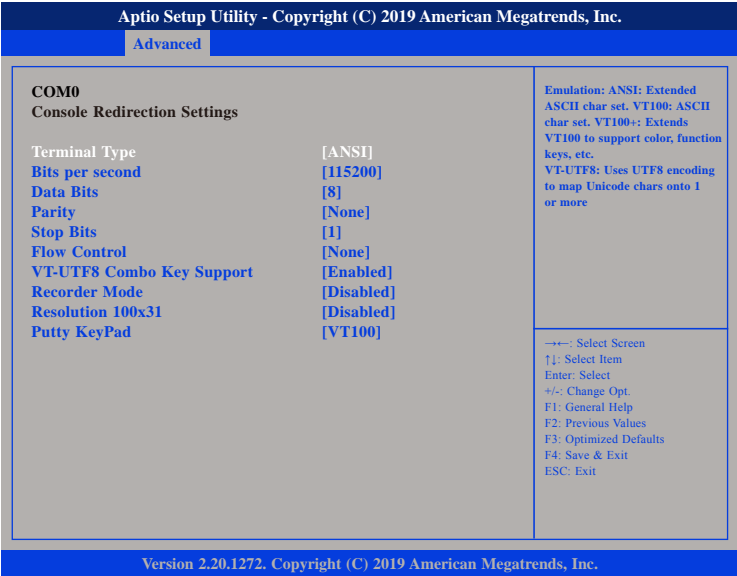 Aptio Setup Utility - Copyright (C) 2019 American Megatrends, Inc.
Advanced
COM0
Console Redirection Settings
Terminal Type [ANSI]
Bits per second [115200]
Data Bits [8]
Parity [None]
Stop Bits [1]
Flow Control [None]
VT-UTF8 Combo Key Support [Enabled]
Recorder Mode [Disabled]
Resolution 100x31 [Disabled]
Putty KeyPad [VT100]
Emulation: ANSI: Extended
ASCII char set. VT100: ASCII
char set. VT100+: Extends
VT100 to support color, function
keys, etc.
VT-UTF8: Uses UTF8 encoding
to map Unicode chars onto 1
or more
→←: Select Screen
↑↓: Select Item
Enter: Select
+/-: Change Opt.
F1: General Help
F2: Previous Values
F3: Optimized Defaults
F4: Save & Exit
ESC: Exit
Version 2.20.1272. Copyright (C) 2019 American Megatrends, Inc.